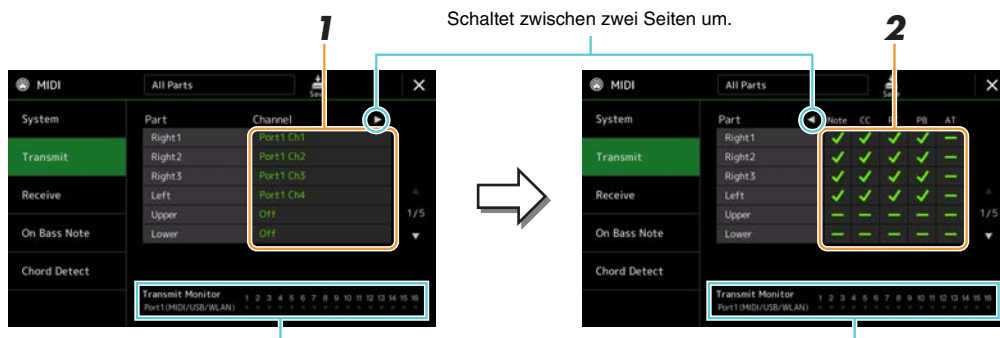 Schaltet zwischen zwei Seiten um.
1
2
MIDI
All Parts
Save
System
Transmit
Receive
On Bass Note
Chord Detect
Part Channel
Right1 Port1 Ch1
Right2 Port1 Ch2
Right3 Port1 Ch3
Left Port1 Ch4
Upper Off
Lower Off
1/5
Transmit Monitor 1 2 3 4 5 6 7 8 9 10 11 12 13 14 15 16
Port1(MIDI/USB/WLAN)
MIDI
All Parts
System
Transmit
Receive
On Bass Note
Chord Detect
Part Note CC PB AT
Right1
Right2
Right3
Left
Upper
Lower
1/5
Transmit Monitor 1 2 3 4 5 6 7 8 9 10 11 12 13 14 15 16
Port1(MIDI/USB/WLAN)